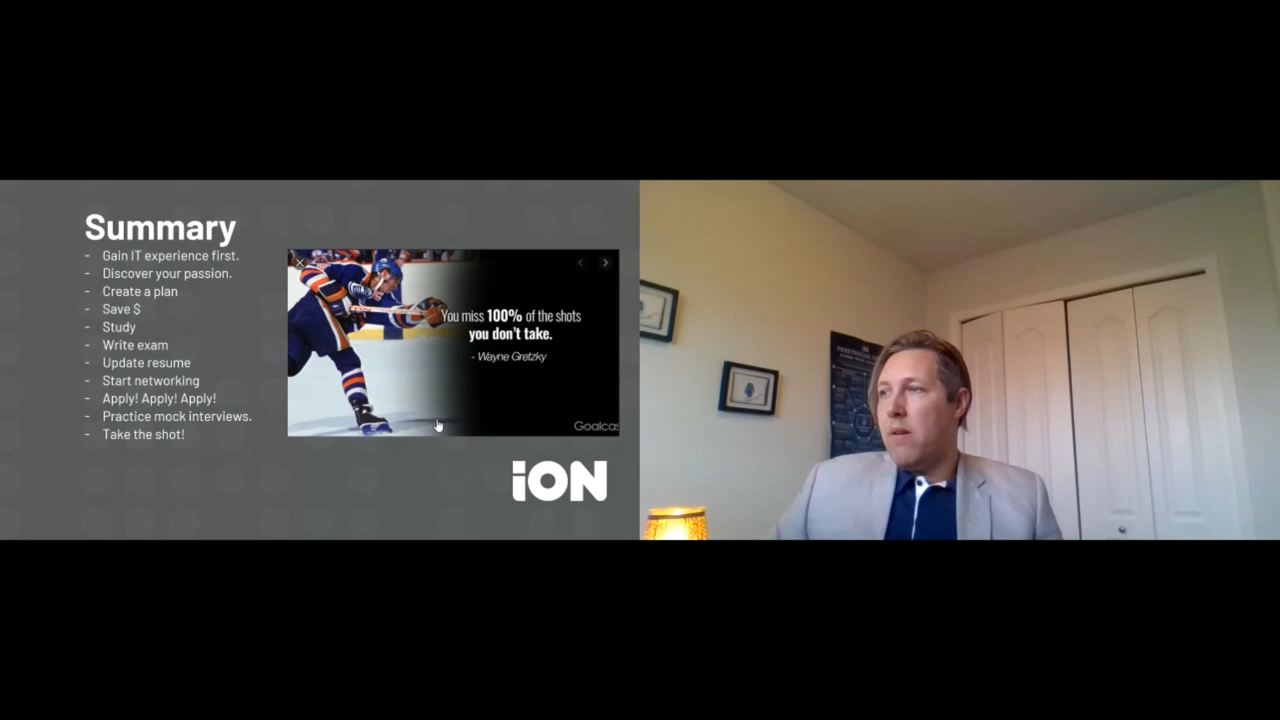 Summary
- Gain IT experience first.
- Discover your passion.
- Create a plan
- Save $
- Study
- Write exam
- Update resume
- Start networking
- Apply! Apply! Apply!
- Practice mock interviews.
- Take the shot!
You miss 100% of the shots
you don't take.
- Wayne Gretzky
Goalcas
iON